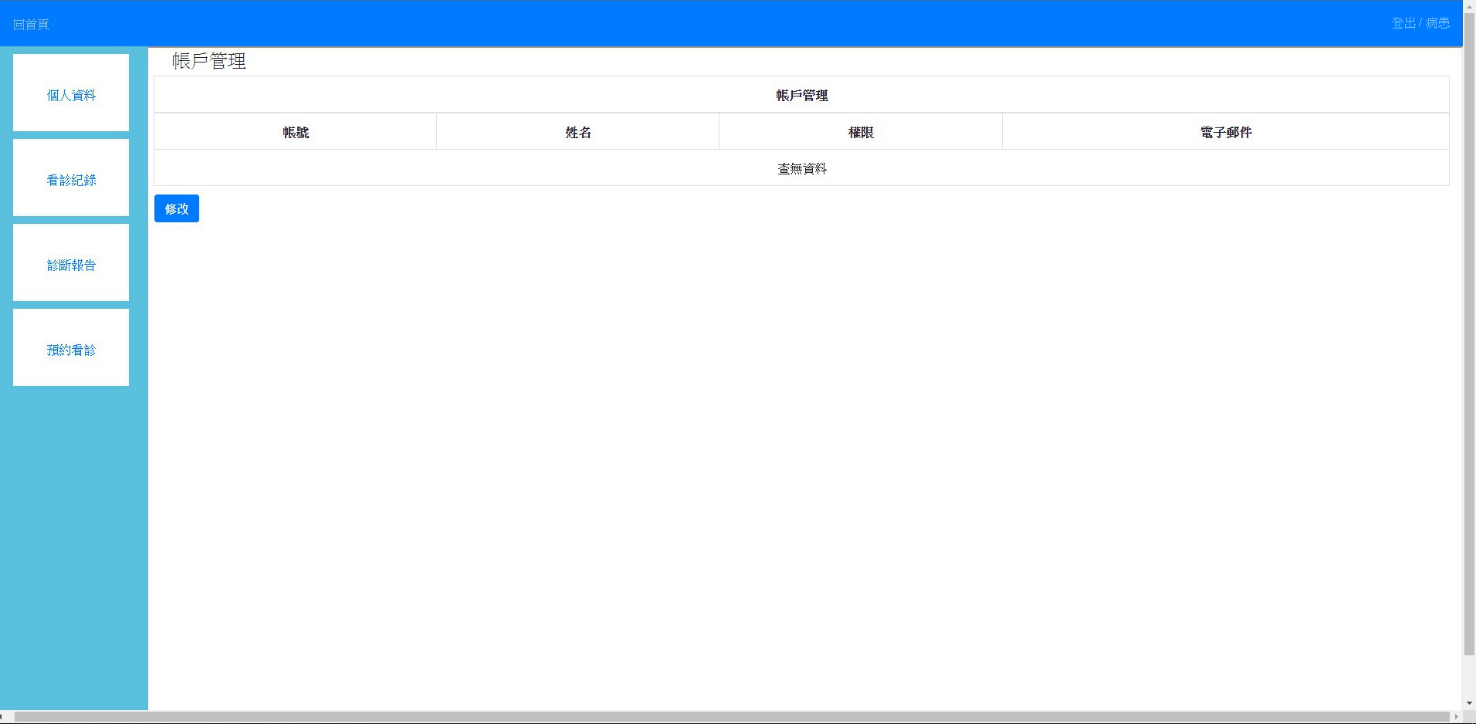 回首頁
登出 / 病患
個人資料
看診紀錄
診斷報告
預約看診
帳戶管理
帳戶管理
帳號 姓名 權限 電子郵件
查無資料
修改